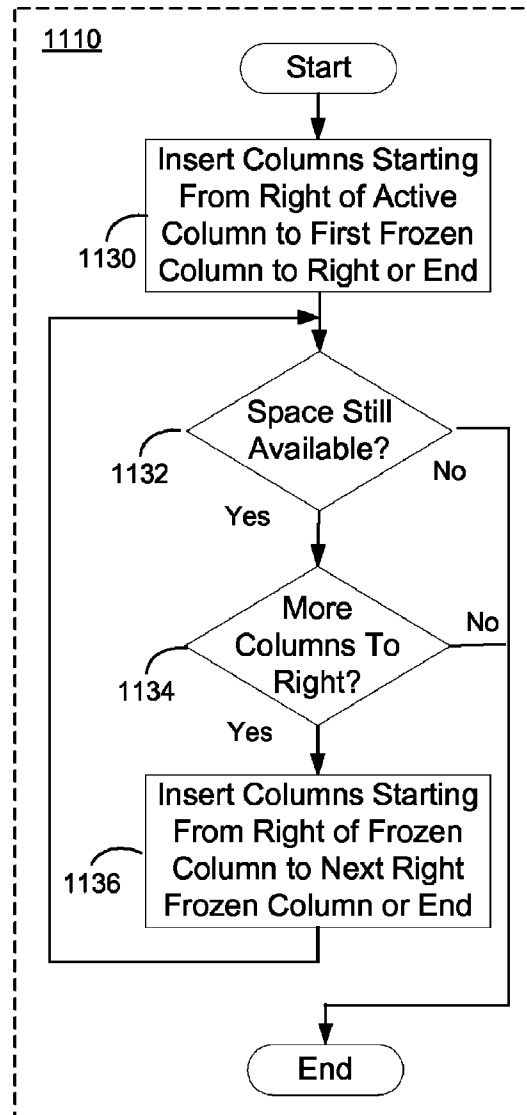 1110
Start
Insert Columns Starting
From Right of Active
Column to First Frozen
Column to Right or End
1130
Space Still
Available?
1132
No
Yes
More
Columns To
Right?
No
1134
Yes
Insert Columns Starting
From Right of Frozen
Column to Next Right
Frozen Column or End
1136
End